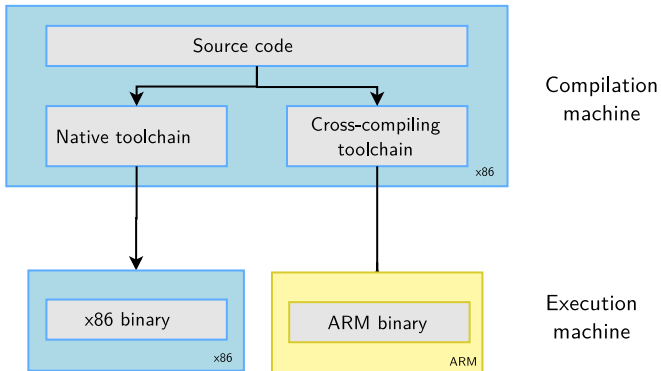 Source code
Compilation
machine
Native toolchain
Cross-compiling
toolchain
x86
x86 binary
ARM binary
Execution
machine
x86
ARM